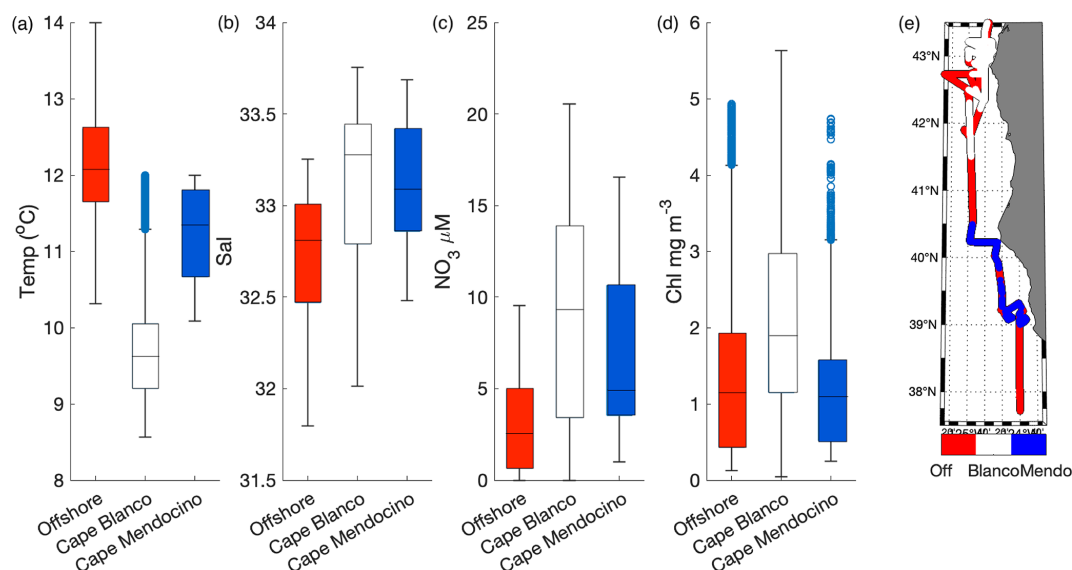 (a)
14
13
12
11
10
9
8
Temp (°C)
Offshore
Cape Blanco
Cape Mendocino
(b)
34
33.5
33
32.5
32
31.5
Sal
Offshore
Cape Blanco
Cape Mendocino
(c)
25
20
15
10
5
0
NO3 μM
Offshore
Cape Blanco
Cape Mendocino
(d)
6
5
4
3
2
1
0
Chl mg m-3
Offshore
Cape Blanco
Cape Mendocino
(e)
43°N
42°N
41°N
40°N
39°N
38°N
Off BlancoMendo